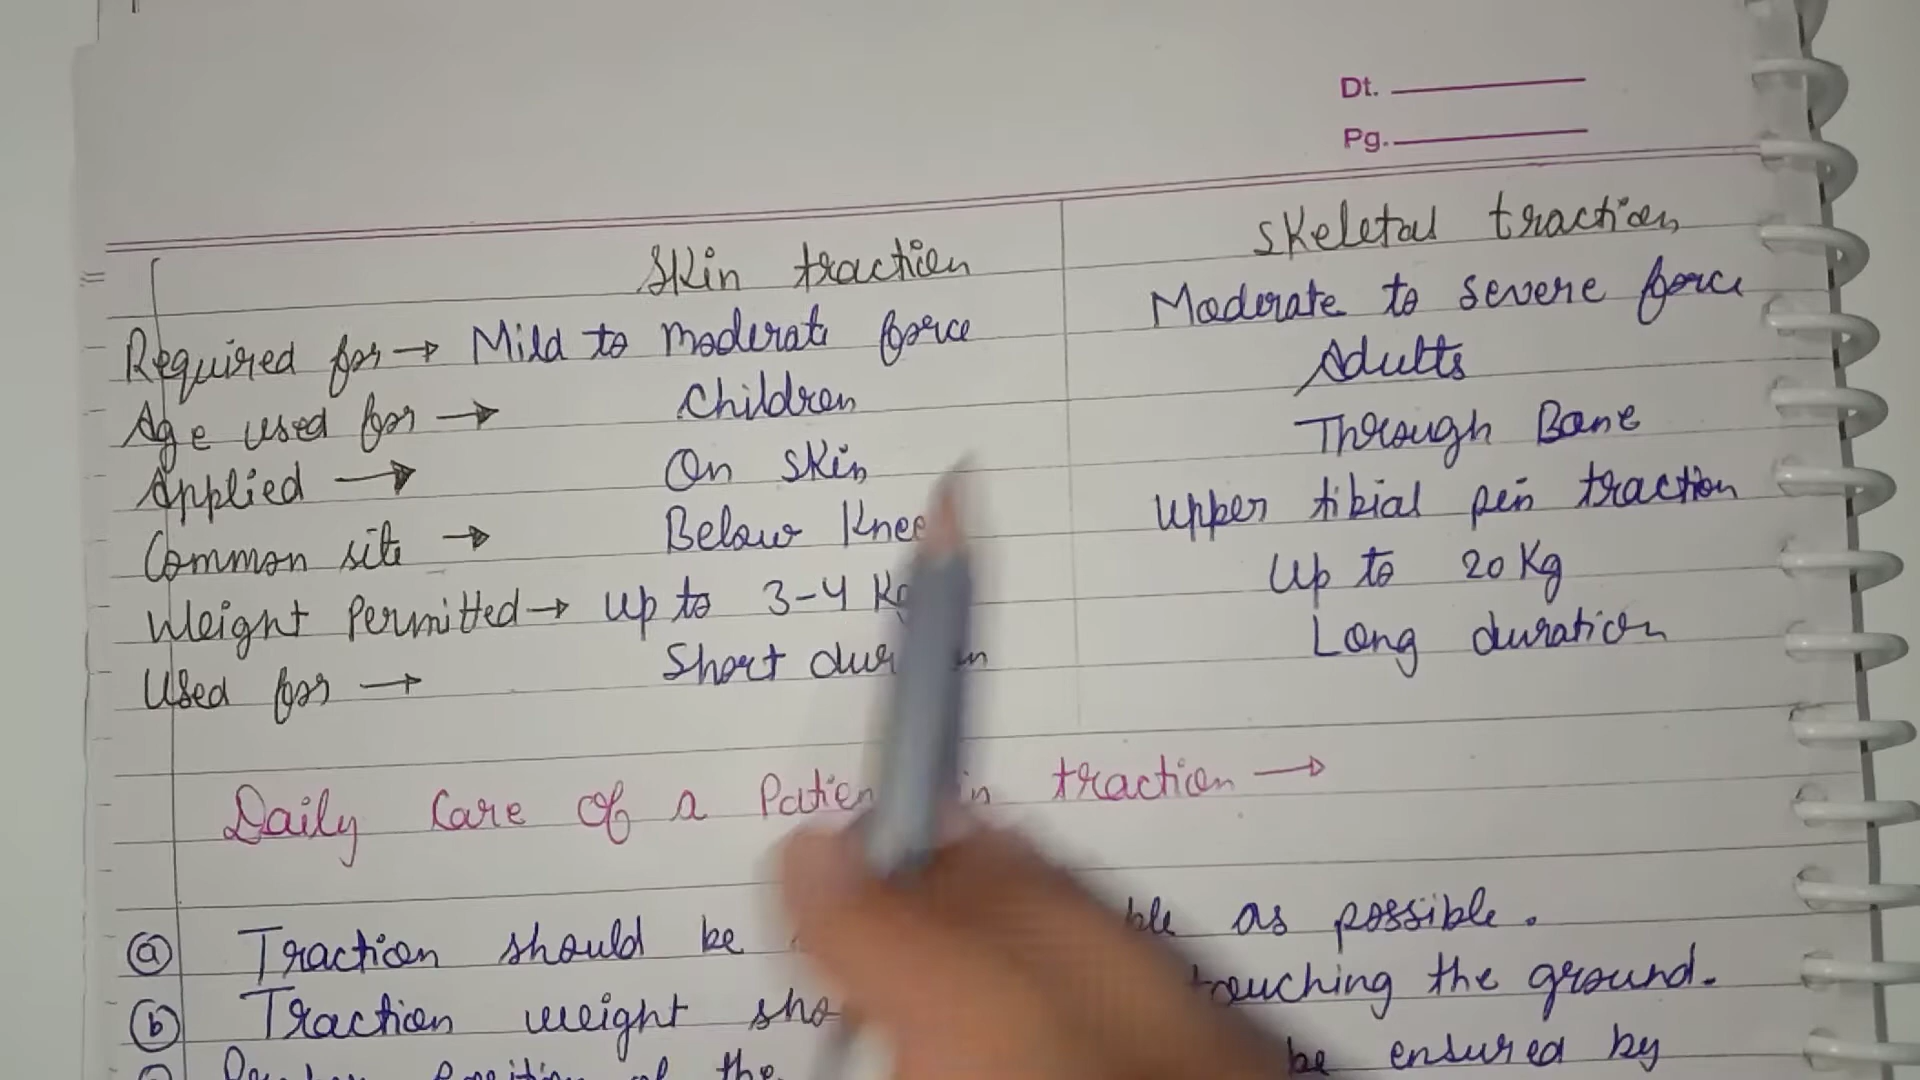 Dt.
Pg.
Skin traction Skeletal traction
Required for → Mild to moderate force Moderate to severe force
Age used for → Children Adults
Applied → On skin Through Bone
Common site → Below Knee Upper tibial pin traction
Weight Permitted → Up to 3-4 Kg Up to 20 Kg
Used for → Short Long duration
Daily Care of a in traction →
(a) Traction should be as possible.
(b) Traction weight touching the ground.
the be ensured by